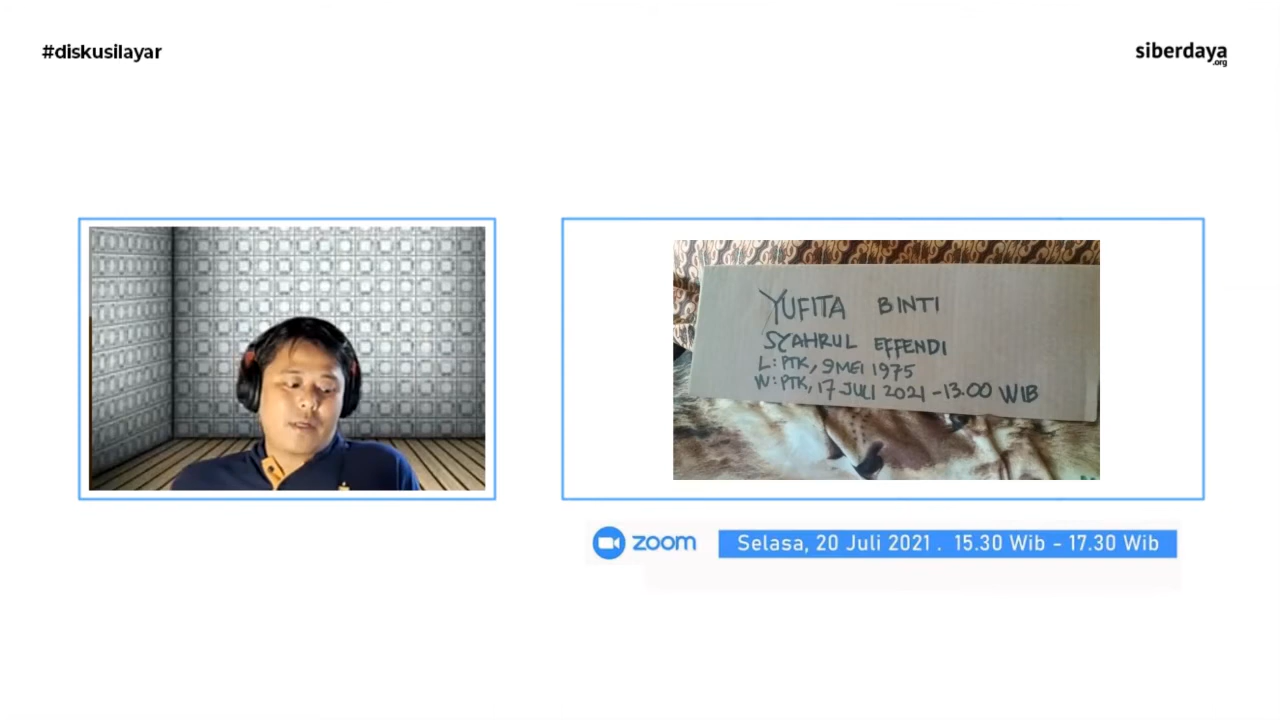 #diskusilayar
siberdaya
.org
YUFITA BINTI
SYAHRUL EFFENDI
L: PTK, 9 MEI 1975
W: PTK, 17 JULI 2021 - 13.00 WIB
zoom
Selasa, 20 Juli 2021 . 15.30 Wib - 17.30 Wib